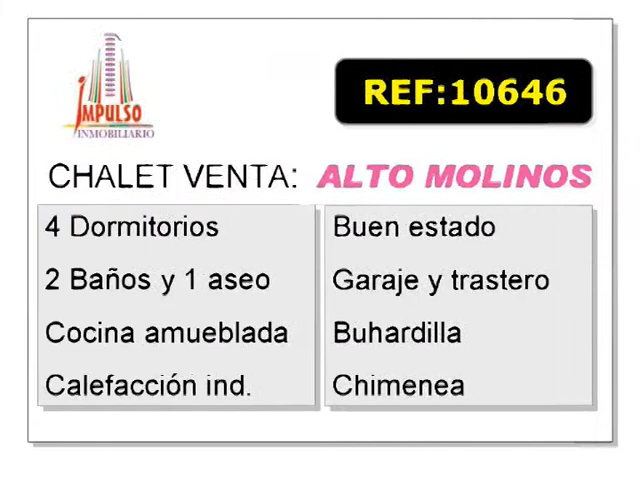 IMPULSO
INMOBILIARIO
REF:10646
CHALET VENTA: ALTO MOLINOS
4 Dormitorios
2 Baños y 1 aseo
Cocina amueblada
Calefacción ind.
Buen estado
Garaje y trastero
Buhardilla
Chimenea